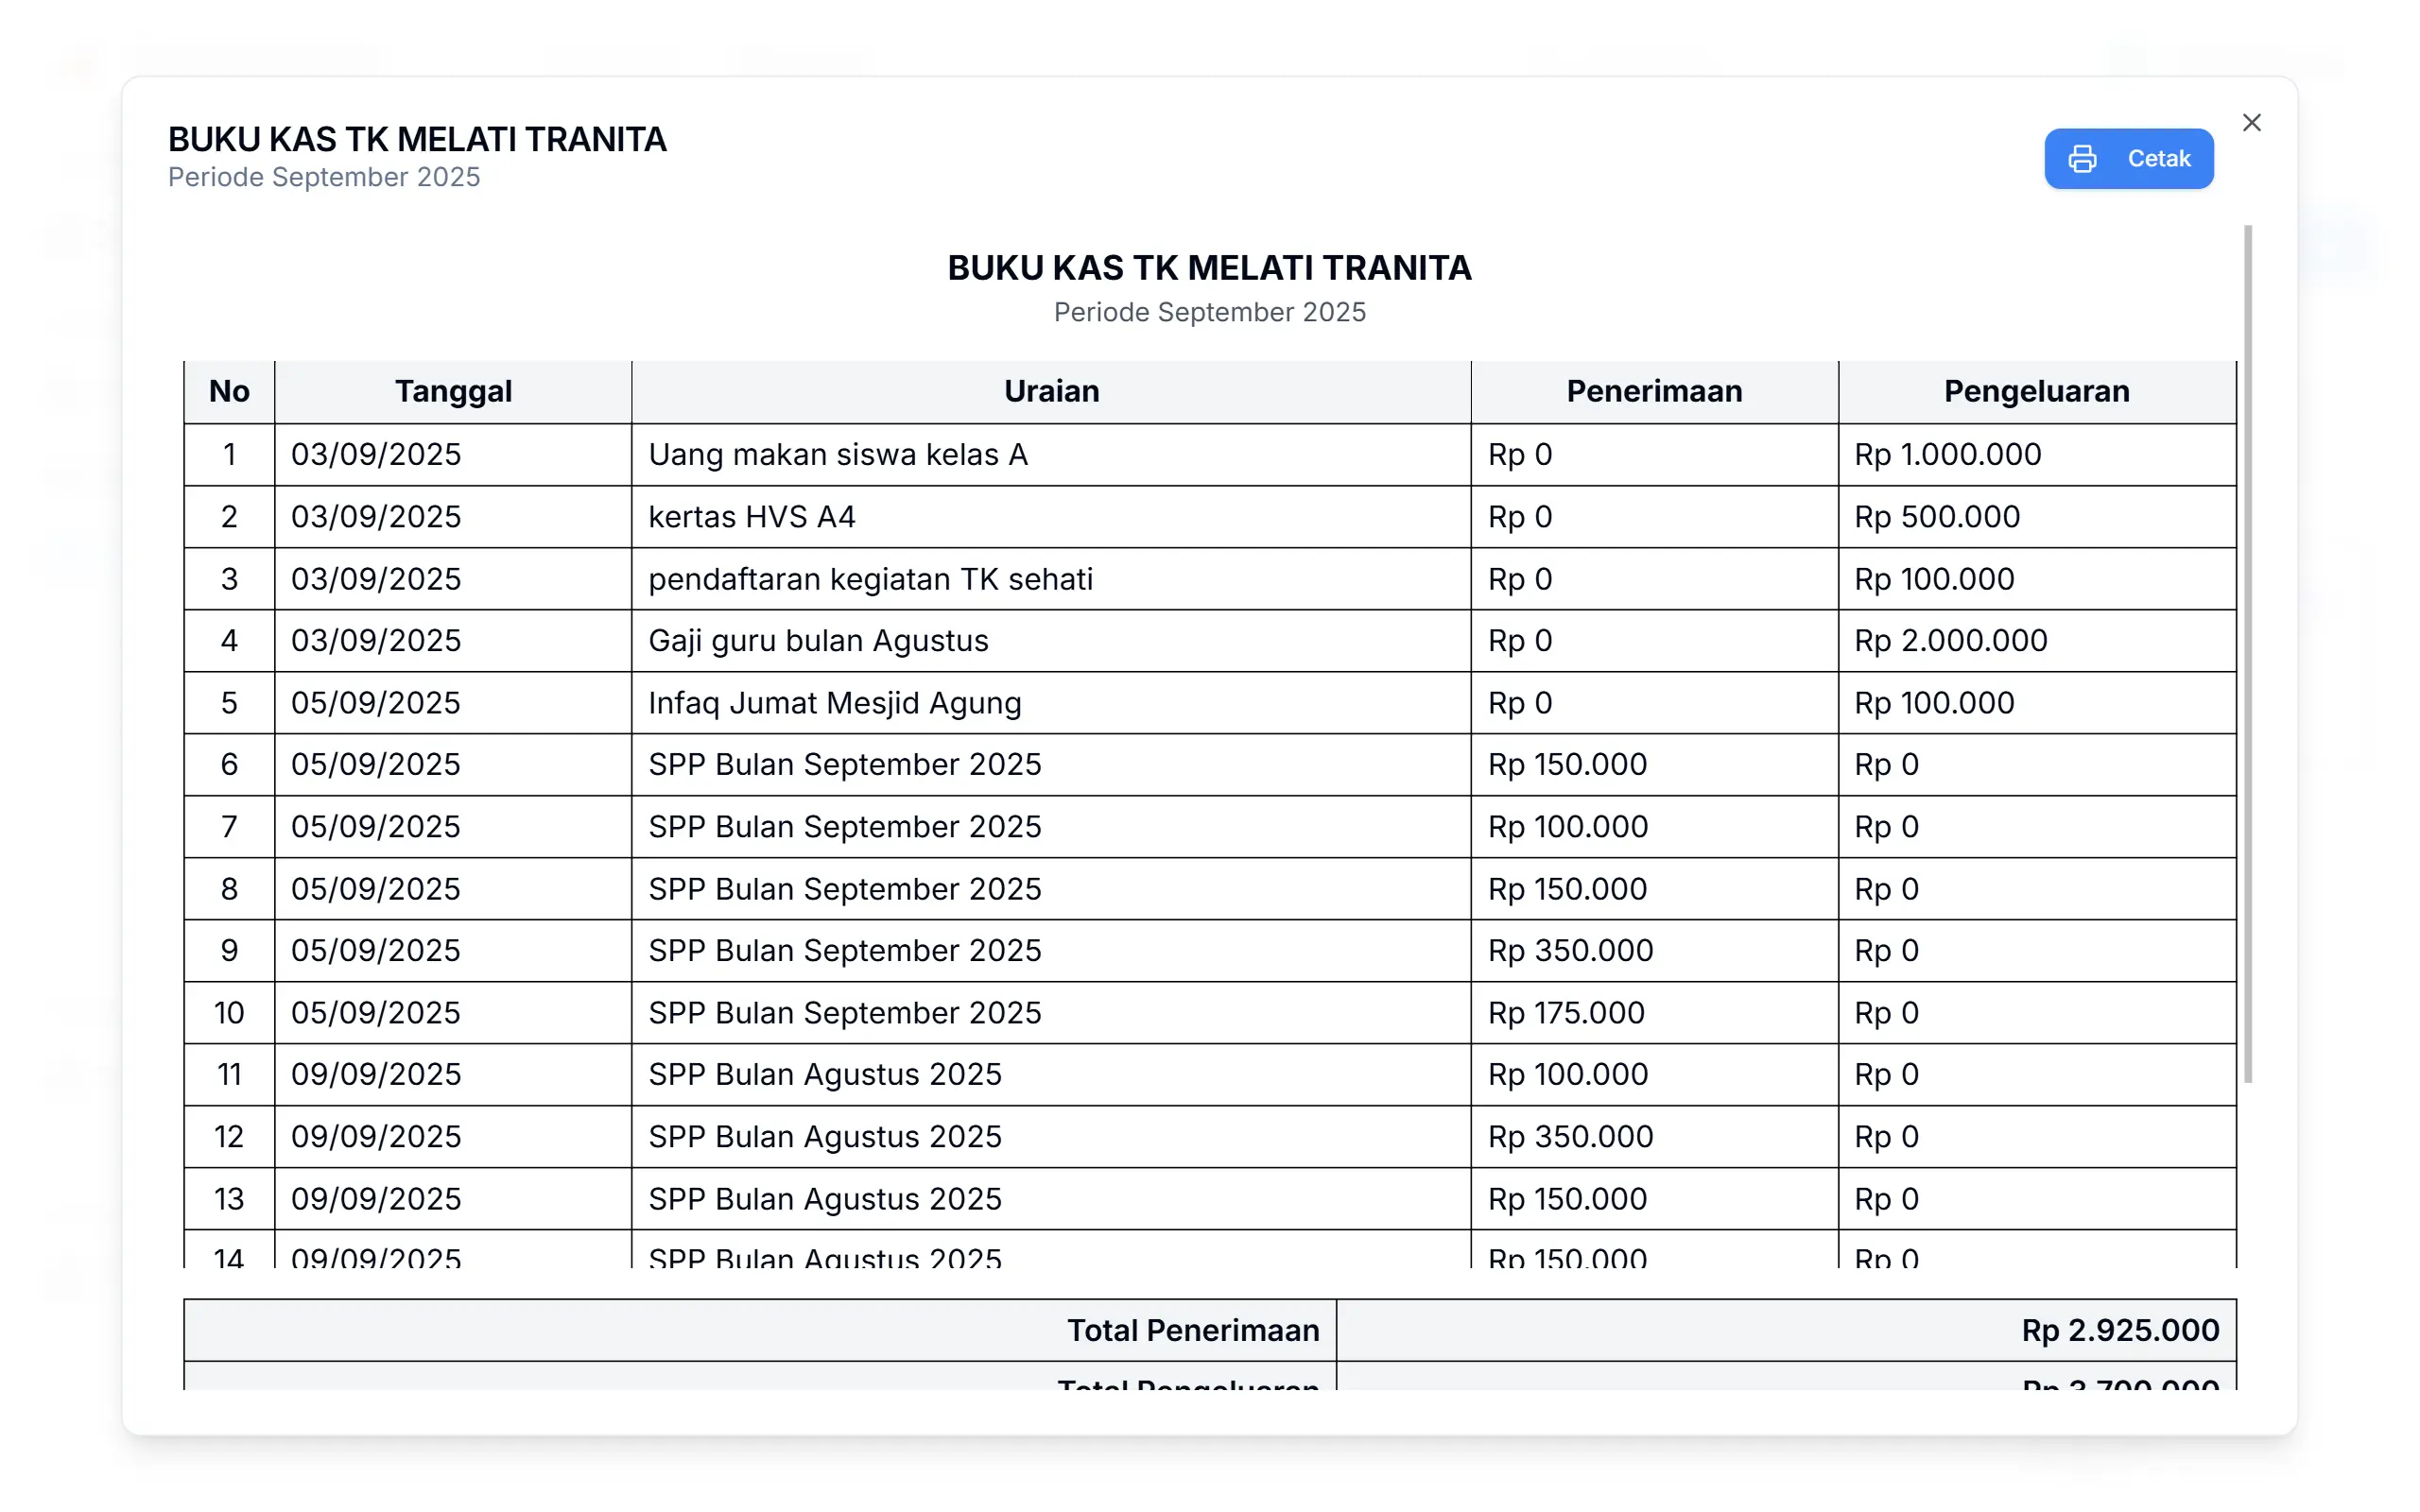 BUKU KAS TK MELATI TRANITA
Periode September 2025
Cetak
BUKU KAS TK MELATI TRANITA
Periode September 2025
No Tanggal Uraian Penerimaan Pengeluaran
1 03/09/2025 Uang makan siswa kelas A Rp 0 Rp 1.000.000
2 03/09/2025 kertas HVS A4 Rp 0 Rp 500.000
3 03/09/2025 pendaftaran kegiatan TK sehati Rp 0 Rp 100.000
4 03/09/2025 Gaji guru bulan Agustus Rp 0 Rp 2.000.000
5 05/09/2025 Infaq Jumat Mesjid Agung Rp 0 Rp 100.000
6 05/09/2025 SPP Bulan September 2025 Rp 150.000 Rp 0
7 05/09/2025 SPP Bulan September 2025 Rp 100.000 Rp 0
8 05/09/2025 SPP Bulan September 2025 Rp 150.000 Rp 0
9 05/09/2025 SPP Bulan September 2025 Rp 350.000 Rp 0
10 05/09/2025 SPP Bulan September 2025 Rp 175.000 Rp 0
11 09/09/2025 SPP Bulan Agustus 2025 Rp 100.000 Rp 0
12 09/09/2025 SPP Bulan Agustus 2025 Rp 350.000 Rp 0
13 09/09/2025 SPP Bulan Agustus 2025 Rp 150.000 Rp 0
14 09/09/2025 SPP Bulan Agustus 2025 Rp 150.000 Rp 0
Total Penerimaan Rp 2.925.000
Total Pengeluaran Rp 3.700.000